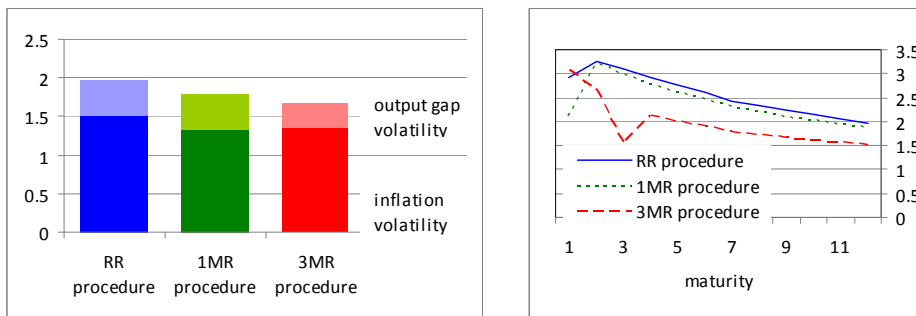 2.5
2
1.5
1
0.5
0
output gap
volatility
inflation
volatility
RR
procedure
1MR
procedure
3MR
procedure
3.5
3
2.5
2
1.5
1
0.5
0
RR procedure
1MR procedure
3MR procedure
1 3 5 7 9 11
maturity